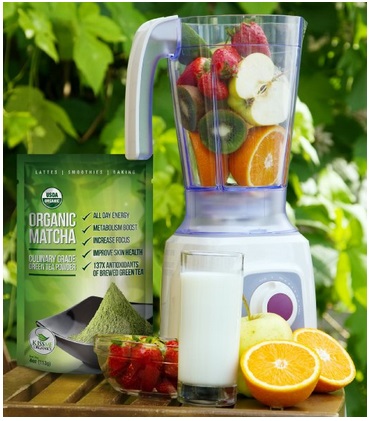 LATTES | SMOOTHIES | BAKING
USDA
ORGANIC
ORGANIC
MATCHA
CULINARY GRADE
GREEN TEA POWDER
ALL DAY ENERGY
METABOLISM BOOST
INCREASE FOCUS
IMPROVE SKIN HEALTH
137X ANTIOXIDANTS
OF BREWED GREEN TEA
KISS